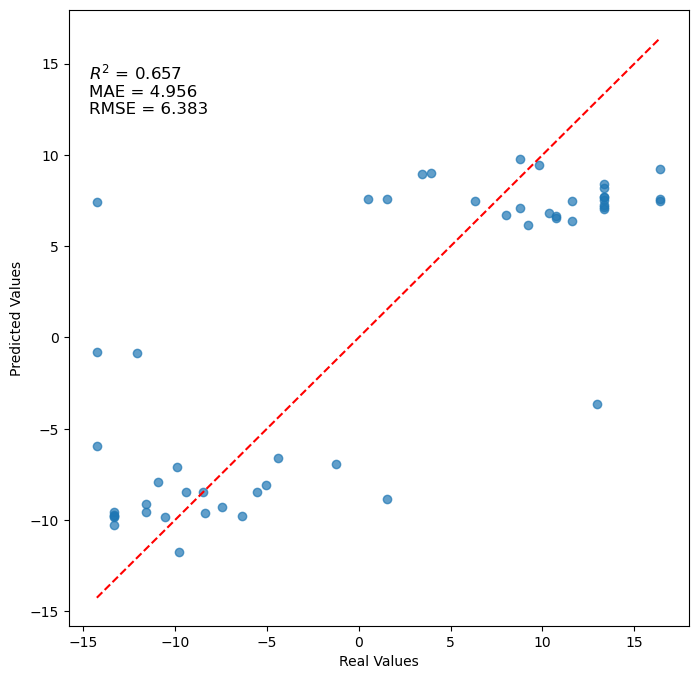 R² = 0.657
MAE = 4.956
RMSE = 6.383
15
10
5
0
−5
−10
−15
Predicted Values
−15 −10 −5 0 5 10 15
Real Values